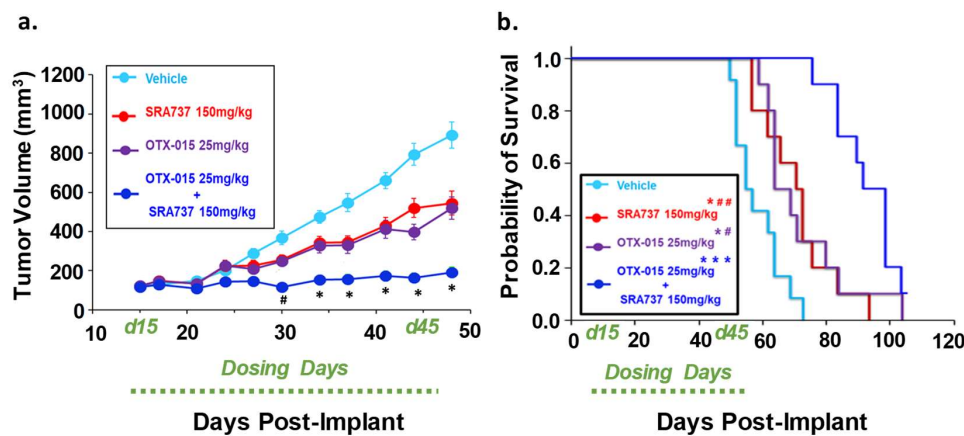 a.
Tumor Volume (mm³)
1200
1000
800
600
400
200
0
Vehicle
SRA737 150mg/kg
OTX-015 25mg/kg
OTX-015 25mg/kg
+
SRA737 150mg/kg
# * * * * *
10 20 30 40 50
d15 d45
Dosing Days
Days Post-Implant
b.
Probability of Survival
1.0
0.8
0.6
0.4
0.2
0.0
Vehicle
SRA737 150mg/kg *##
OTX-015 25mg/kg *#
OTX-015 25mg/kg ***
+
SRA737 150mg/kg
d15 d45
0 20 40 60 80 100 120
Dosing Days
Days Post-Implant